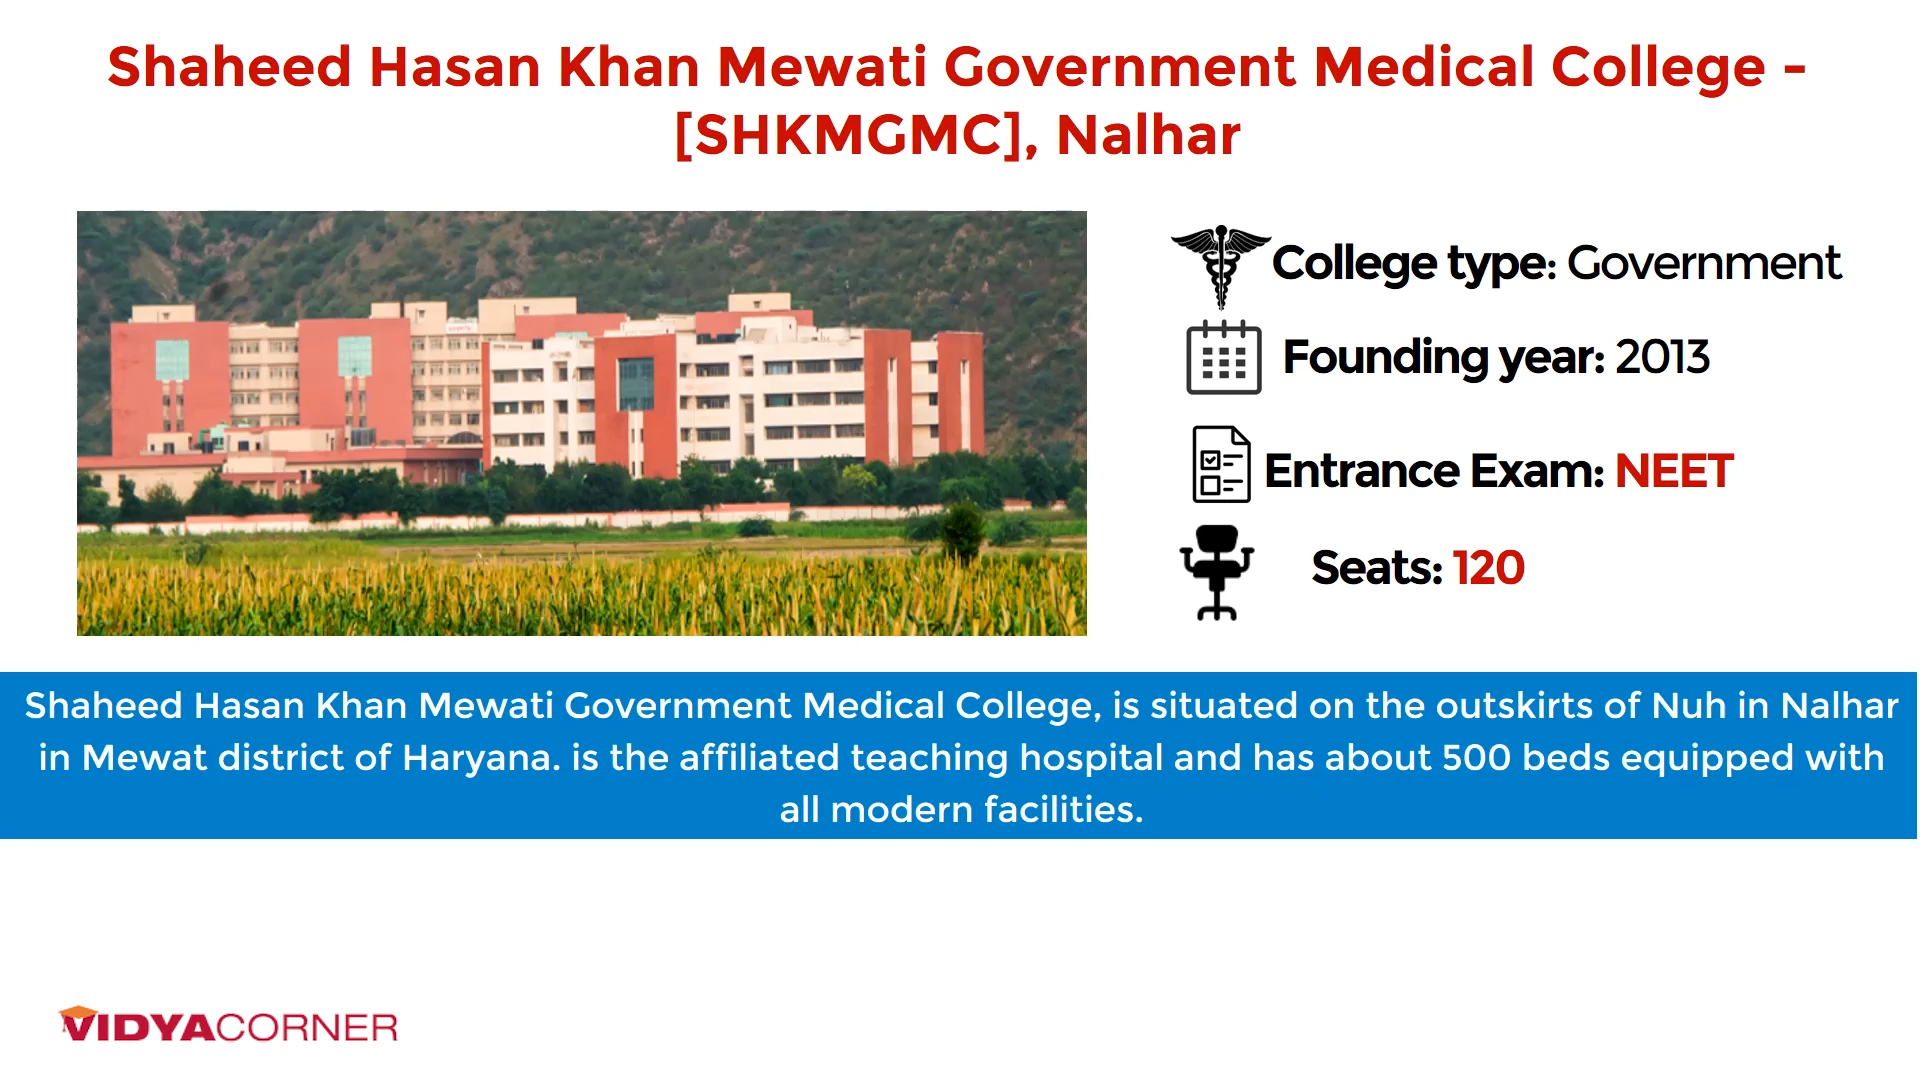 Shaheed Hasan Khan Mewati Government Medical College -
[SHKMGMC], Nalhar
College type: Government
Founding year: 2013
Entrance Exam: NEET
Seats: 120
Shaheed Hasan Khan Mewati Government Medical College, is situated on the outskirts of Nuh in Nalhar
in Mewat district of Haryana. is the affiliated teaching hospital and has about 500 beds equipped with
all modern facilities.
VIDYACORNER